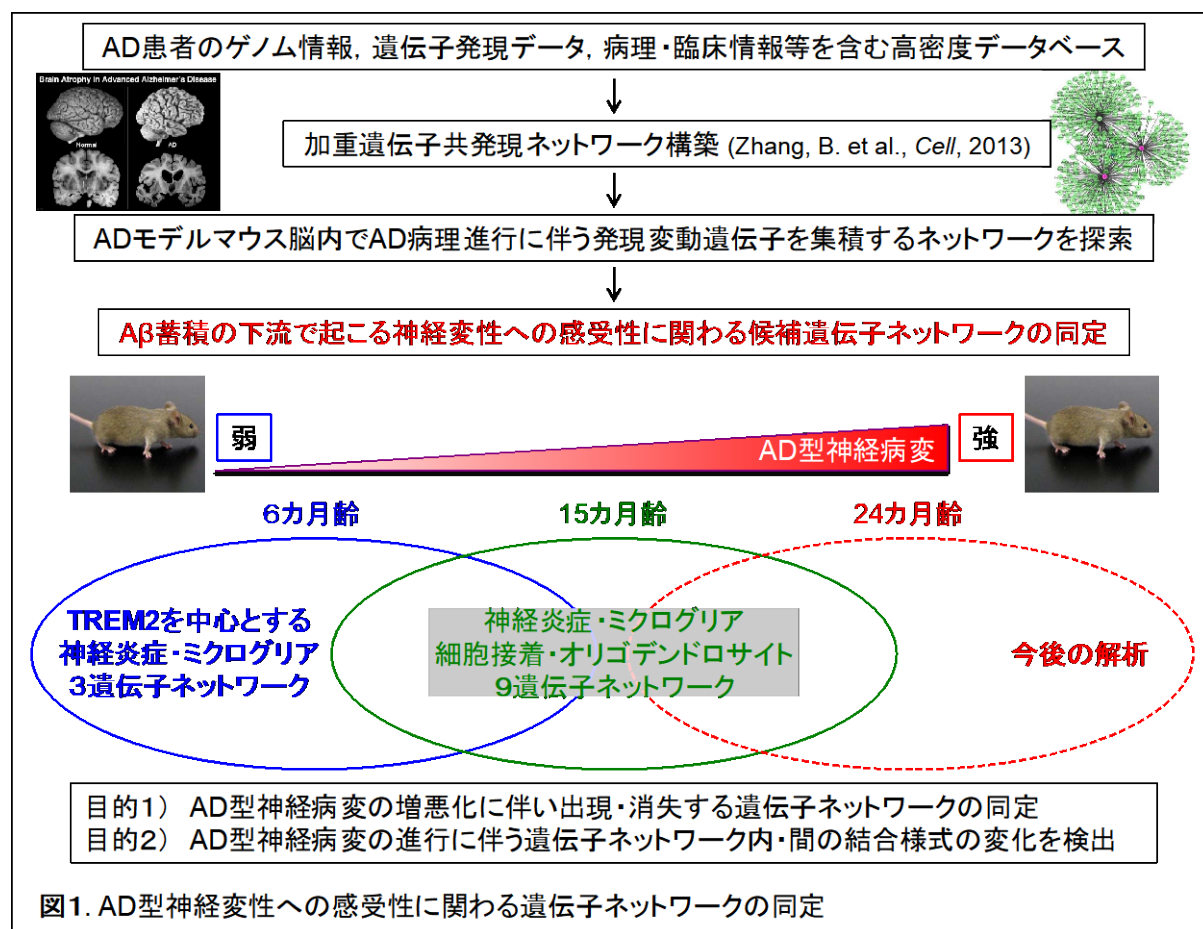 AD患者のゲノム情報，遺伝子発現データ，病理・臨床情報等を含む高密度データベース
Brain Atrophy in Advanced Alzheimer's Disease
Normal
AD
加重遺伝子共発現ネットワーク構築 (Zhang, B. et al., Cell, 2013)
ADモデルマウス脳内でAD病理進行に伴う発現変動遺伝子を集積するネットワークを探索
Aβ蓄積の下流で起こる神経変性への感受性に関わる候補遺伝子ネットワークの同定
弱
強
AD型神経病変
6カ月齢
15カ月齢
24カ月齢
TREM2を中心とする
神経炎症・ミクログリア
3遺伝子ネットワーク
神経炎症・ミクログリア
細胞接着・オリゴデンドロサイト
9遺伝子ネットワーク
今後の解析
目的1） AD型神経病変の増悪化に伴い出現・消失する遺伝子ネットワークの同定
目的2） AD型神経病変の進行に伴う遺伝子ネットワーク内・間の結合様式の変化を検出
図1. AD型神経変性への感受性に関わる遺伝子ネットワークの同定